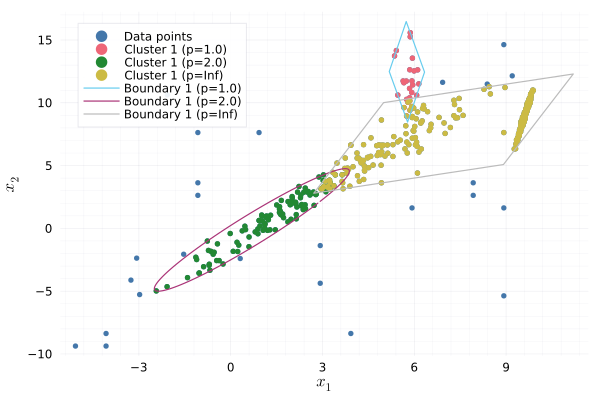 15
10
5
0
−5
−10
x₂
Data points
Cluster 1 (p=1.0)
Cluster 1 (p=2.0)
Cluster 1 (p=Inf)
Boundary 1 (p=1.0)
Boundary 1 (p=2.0)
Boundary 1 (p=Inf)
−3 0 3 6 9
x₁